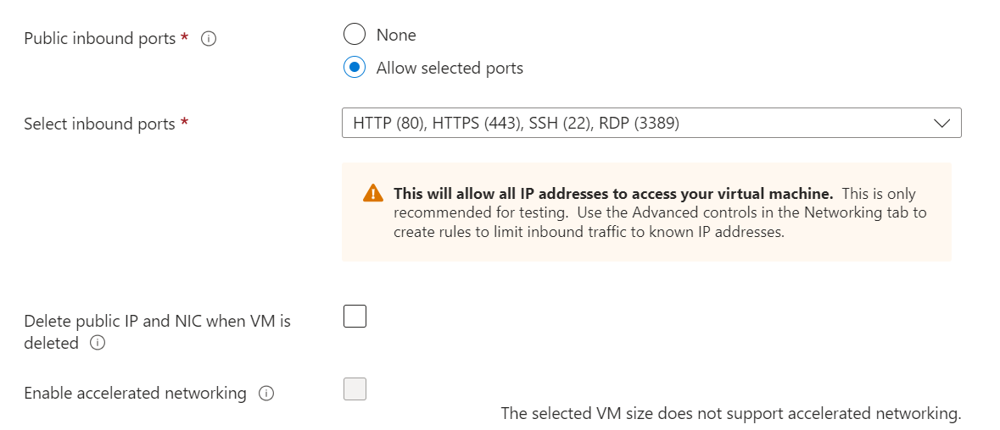 Public inbound ports *
None
Allow selected ports
Select inbound ports *
HTTP (80), HTTPS (443), SSH (22), RDP (3389)
This will allow all IP addresses to access your virtual machine. This is only
recommended for testing. Use the Advanced controls in the Networking tab to
create rules to limit inbound traffic to known IP addresses.
Delete public IP and NIC when VM is
deleted
Enable accelerated networking
The selected VM size does not support accelerated networking.